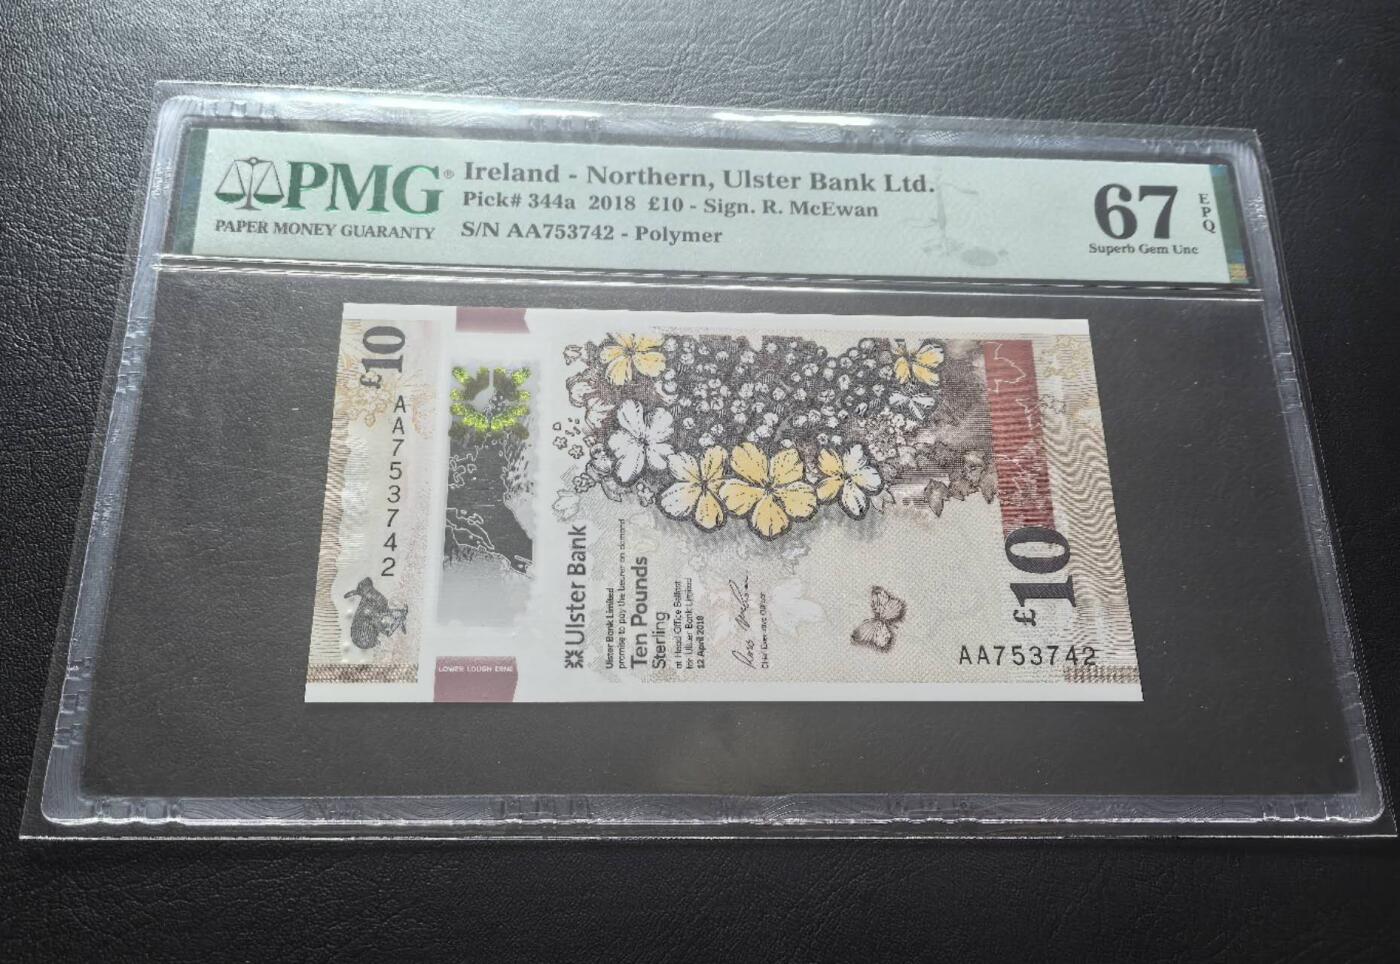 PMG®
PAPER MONEY GUARANTY
Ireland - Northern, Ulster Bank Ltd.
Pick# 344a 2018 £10 - Sign. R. McEwan
S/N AA753742 - Polymer
67
EPQ
Superb Gem Unc
£10
AA753742
LOWER LOUGH ERNE
Ulster Bank
Ulster Bank Limited
promise to pay the bearer on demand
Ten Pounds
Sterling
at Head Office Belfast
for Ulster Bank Limited
12 April 2018
Chief Executive Officer
£10
AA753742